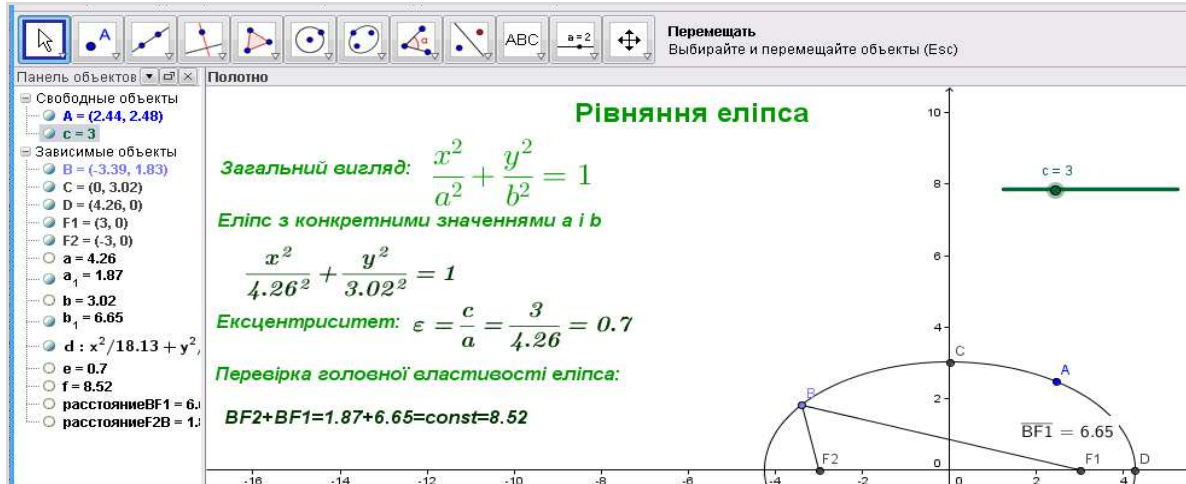 ABC
a = 2
Перемещать
Выбирайте и перемещайте объекты (Esc)
Панель объектов
Полотно
Свободные объекты
A = (2.44, 2.48)
c = 3
Зависимые объекты
B = (-3.39, 1.83)
C = (0, 3.02)
D = (4.26, 0)
F1 = (3, 0)
F2 = (-3, 0)
a = 4.26
a₁ = 1.87
b = 3.02
b₁ = 6.65
d : x²/18.13 + y²
e = 0.7
f = 8.52
расстояниеBF1 = 6.
расстояниеF2B = 1.
Рівняння еліпса
Загальний вигляд: x²/a² + y²/b² = 1
Еліпс з конкретними значеннями a і b
x²/4.26² + y²/3.02² = 1
Ексцентриситет: ε = c/a = 3/4.26 = 0.7
Перевірка головної властивості еліпса:
BF2+BF1=1.87+6.65=const=8.52
c = 3
10
8
6
4
2
0
C
A
B
BF1 = 6.65
F2
F1
D
-16
-14
-12
-10
-8
-6
-4
-2
0
2
4